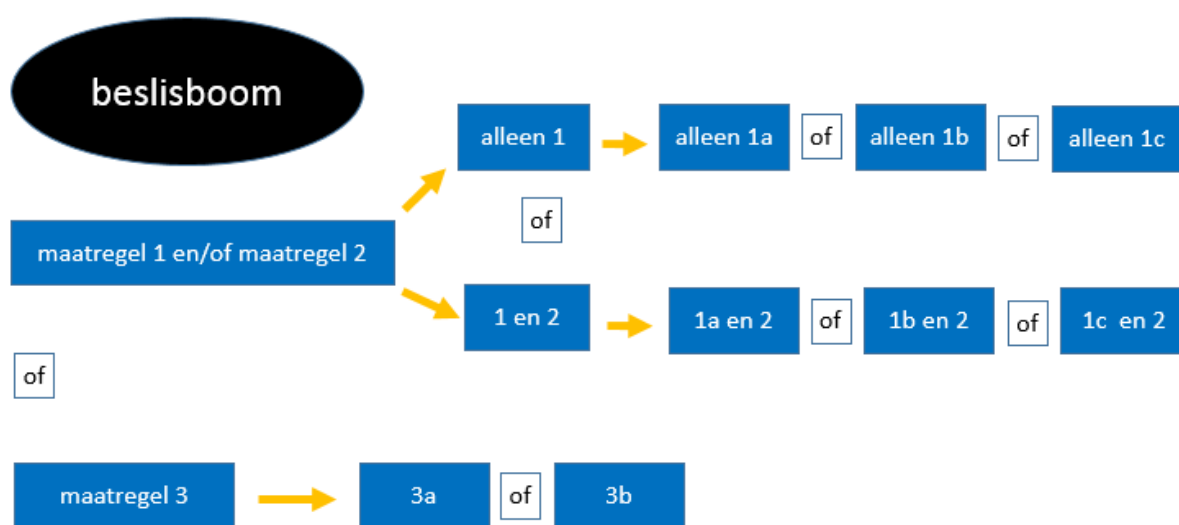 beslisboom
alleen 1
alleen 1a
of
alleen 1b
of
alleen 1c
of
maatregel 1 en/of maatregel 2
1 en 2
1a en 2
of
1b en 2
of
1c en 2
of
maatregel 3
3a
of
3b